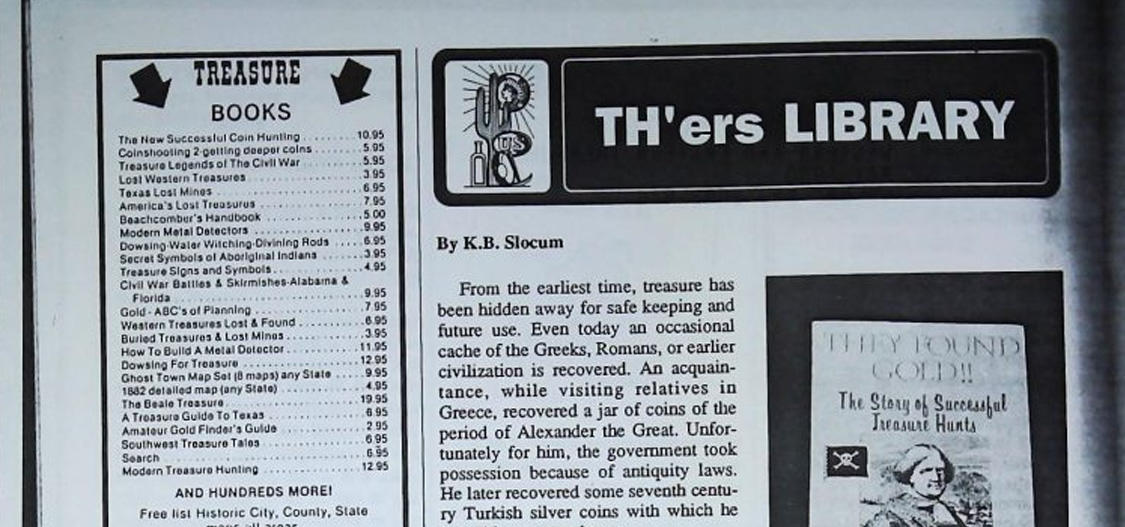 TREASURE
BOOKS
The New Successful Coin Hunting .......... 10.95
Coinshooting 2-getting deeper coins ....... 5.95
Treasure Legends of The Civil War ......... 5.95
Lost Western Treasures ................ 3.95
Texas Lost Mines ..................... 6.95
America's Lost Treasures ............... 7.95
Beachcomber's Handbook .............. 5.00
Modern Metal Detectors ................ 9.95
Dowsing-Water Witching-Divining Rods ..... 6.95
Secret Symbols of Aboriginal Indians ....... 3.95
Treasure Signs and Symbols ............. 4.95
Civil War Battles & Skirmishes-Alabama &
Florida ............................ 9.95
Gold - ABC's of Planning ................ 7.95
Western Treasures Lost & Found .......... 6.95
Buried Treasures & Lost Mines ........... 3.95
How To Build A Metal Detector .......... 11.95
Dowsing For Treasure ................. 12.95
Ghost Town Map Set (8 maps) any State ..... 9.95
1882 detailed map (any State) ............ 4.95
The Beale Treasure ................... 19.95
A Treasure Guide To Texas .............. 6.95
Amateur Gold Finder's Guide ............ 2.95
Southwest Treasure Tales ............... 6.95
Search ............................. 6.95
Modern Treasure Hunting .............. 12.95
AND HUNDREDS MORE!
Free list Historic City, County, State
maps all areas
US
TH'ers LIBRARY
By K.B. Slocum
From the earliest time, treasure has
been hidden away for safe keeping and
future use. Even today an occasional
cache of the Greeks, Romans, or earlier
civilization is recovered. An acquain-
tance, while visiting relatives in
Greece, recovered a jar of coins of the
period of Alexander the Great. Unfor-
tunately for him, the government took
possession because of antiquity laws.
He later recovered some seventh centu-
ry Turkish silver coins with which he
THEY FOUND
GOLD!!
The Story of Successful
Treasure Hunts